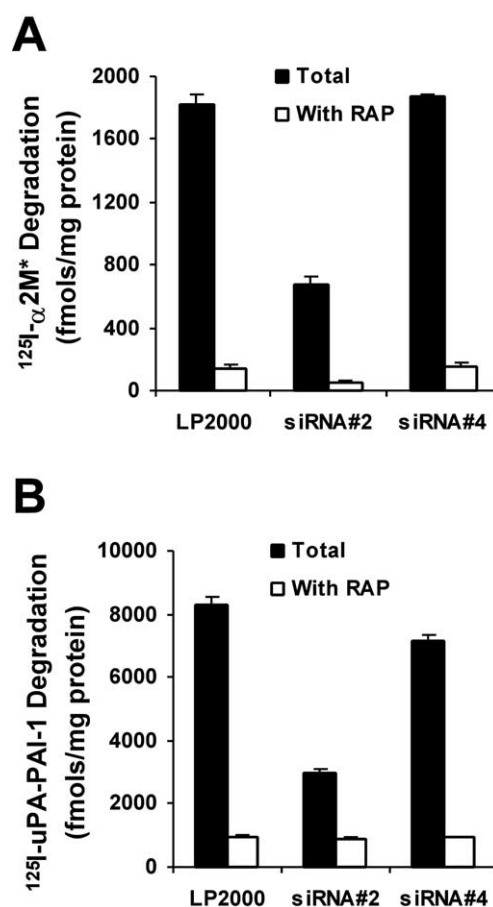 A
Total
With RAP
2000
1600
1200
800
400
0
125I-α2M* Degradation
(fmols/mg protein)
LP2000 siRNA#2 siRNA#4
B
Total
With RAP
10000
8000
6000
4000
2000
0
125I-uPA-PAI-1 Degradation
(fmols/mg protein)
LP2000 siRNA#2 siRNA#4